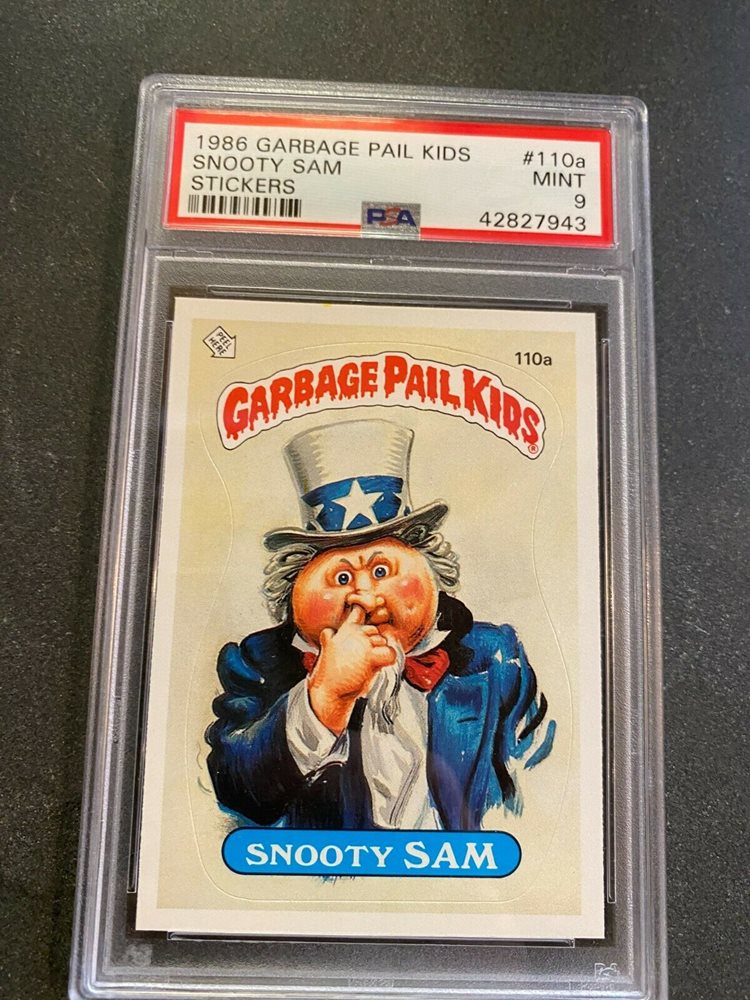 1986 GARBAGE PAIL KIDS #110a
SNOOTY SAM MINT
STICKERS 9
PSA 42827943
PEEL
HERE
110a
GARBAGE PAIL KIDS®
SNOOTY SAM